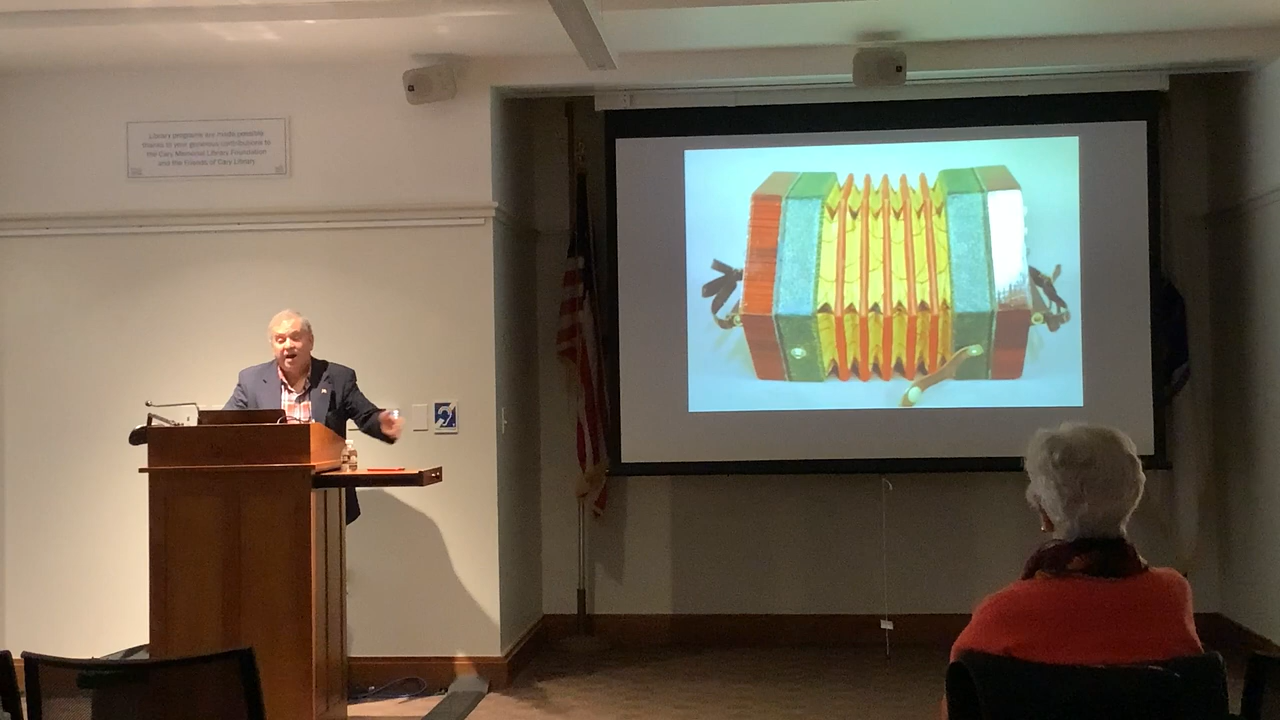 Library programs are made possible
thanks to your generous contributions to
the Cary Memorial Library Foundation
and the Friends of Cary Library